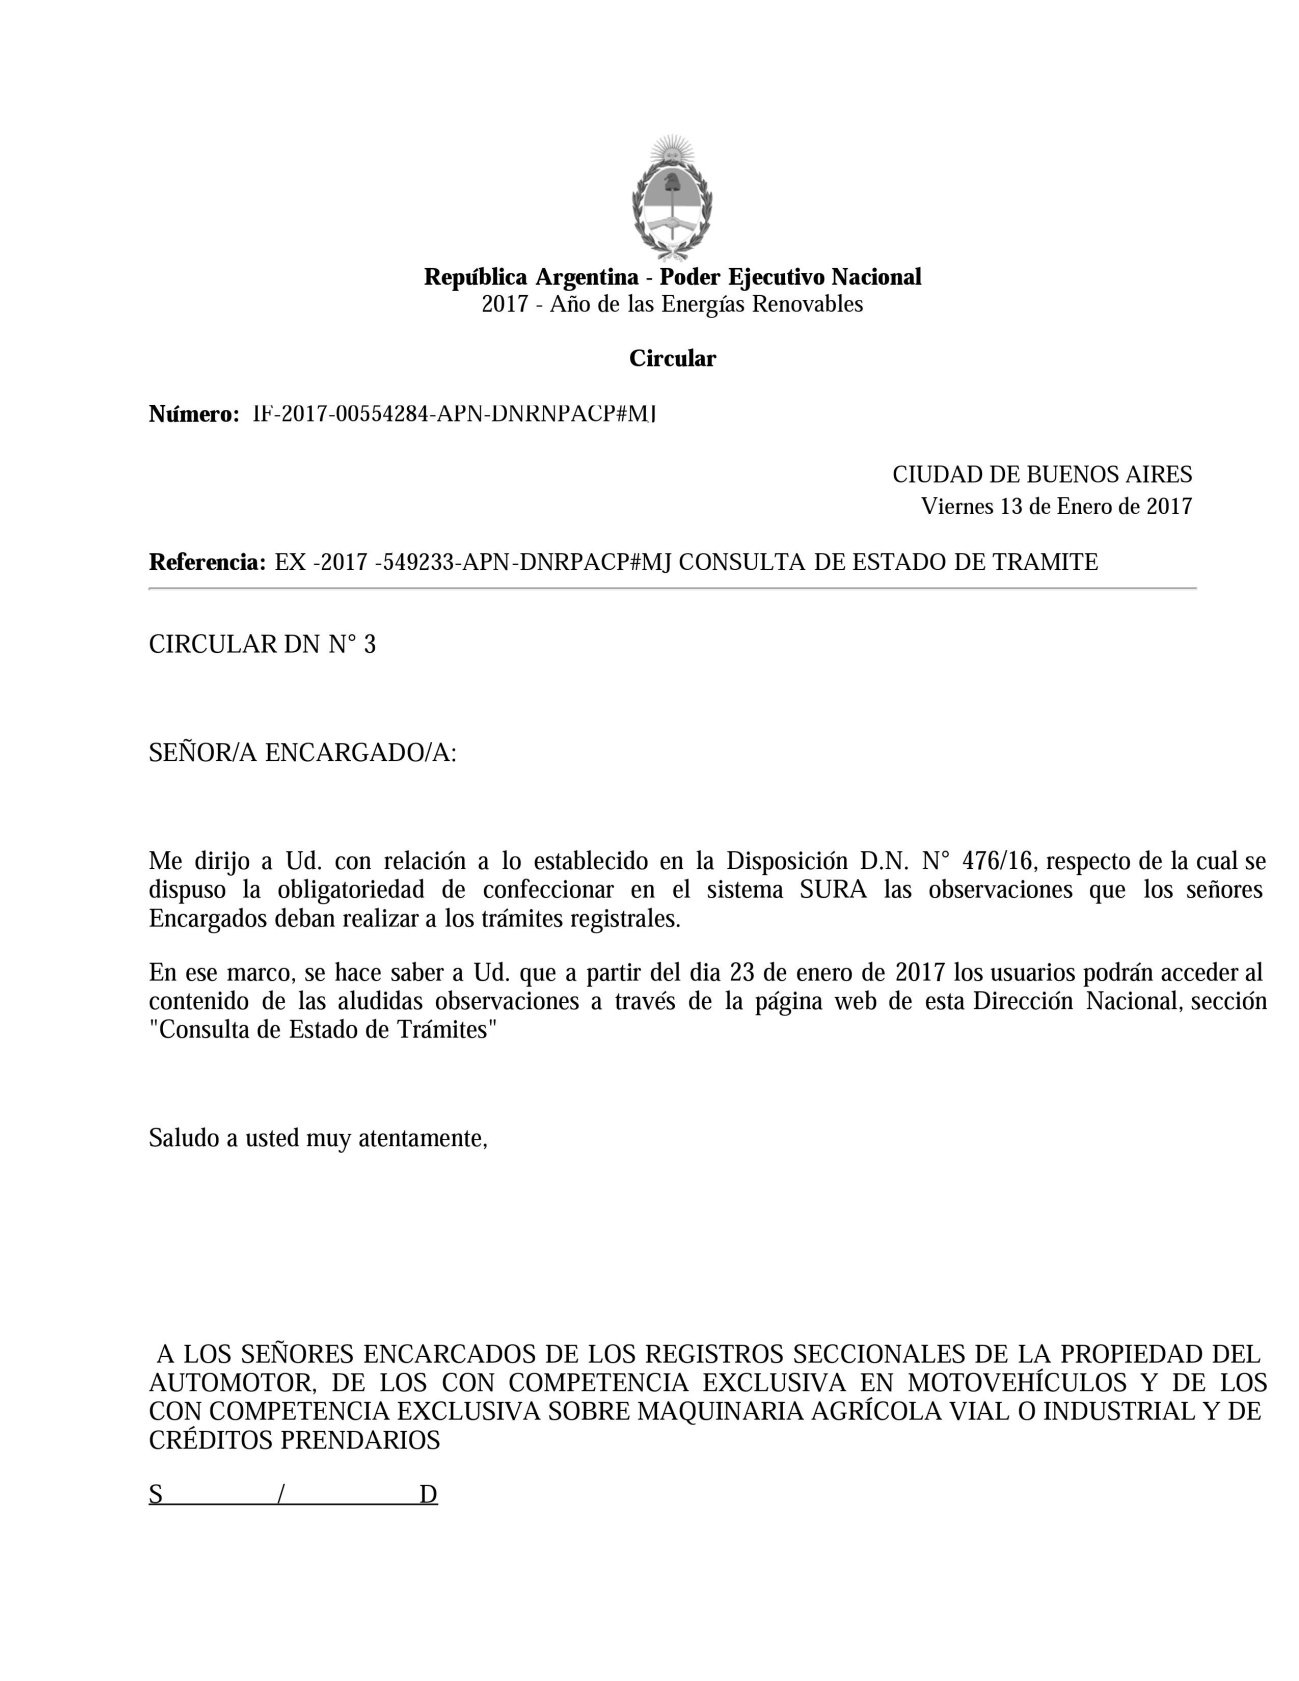 República Argentina - Poder Ejecutivo Nacional
2017 - Año de las Energías Renovables
Circular
Número: IF-2017-00554284-APN-DNRNPACP#MJ
CIUDAD DE BUENOS AIRES
Viernes 13 de Enero de 2017
Referencia: EX -2017 -549233-APN-DNRPACP#MJ CONSULTA DE ESTADO DE TRAMITE
CIRCULAR DN N° 3
SEÑOR/A ENCARGADO/A:
Me dirijo a Ud. con relación a lo establecido en la Disposición D.N. N° 476/16, respecto de la cual se
dispuso la obligatoriedad de confeccionar en el sistema SURA las observaciones que los señores
Encargados deban realizar a los trámites registrales.
En ese marco, se hace saber a Ud. que a partir del dia 23 de enero de 2017 los usuarios podrán acceder al
contenido de las aludidas observaciones a través de la página web de esta Dirección Nacional, sección
"Consulta de Estado de Trámites"
Saludo a usted muy atentamente,
A LOS SEÑORES ENCARCADOS DE LOS REGISTROS SECCIONALES DE LA PROPIEDAD DEL
AUTOMOTOR, DE LOS CON COMPETENCIA EXCLUSIVA EN MOTOVEHÍCULOS Y DE LOS
CON COMPETENCIA EXCLUSIVA SOBRE MAQUINARIA AGRÍCOLA VIAL O INDUSTRIAL Y DE
CRÉDITOS PRENDARIOS
S / D